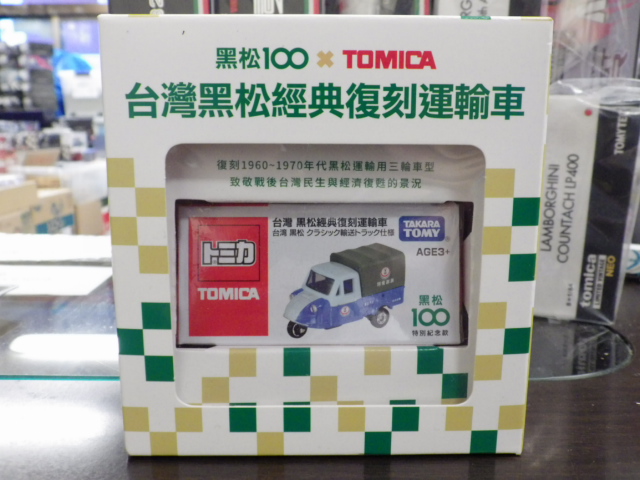 黑松100 × TOMICA
台灣黑松經典復刻運輸車
復刻1960~1970年代黑松運輸用三輪車型
致敬戰後台灣民生與經濟復甦的景況
台灣 黑松經典復刻運輸車
台湾 黒松 クラシック輸送トラック仕様
TAKARA
TOMY
AGE3+
トミカ
TOMICA
黑松
100
特別紀念款
LAMBORGHINI
COUNTACH LP400
TOMYTEC
tomica
NEO